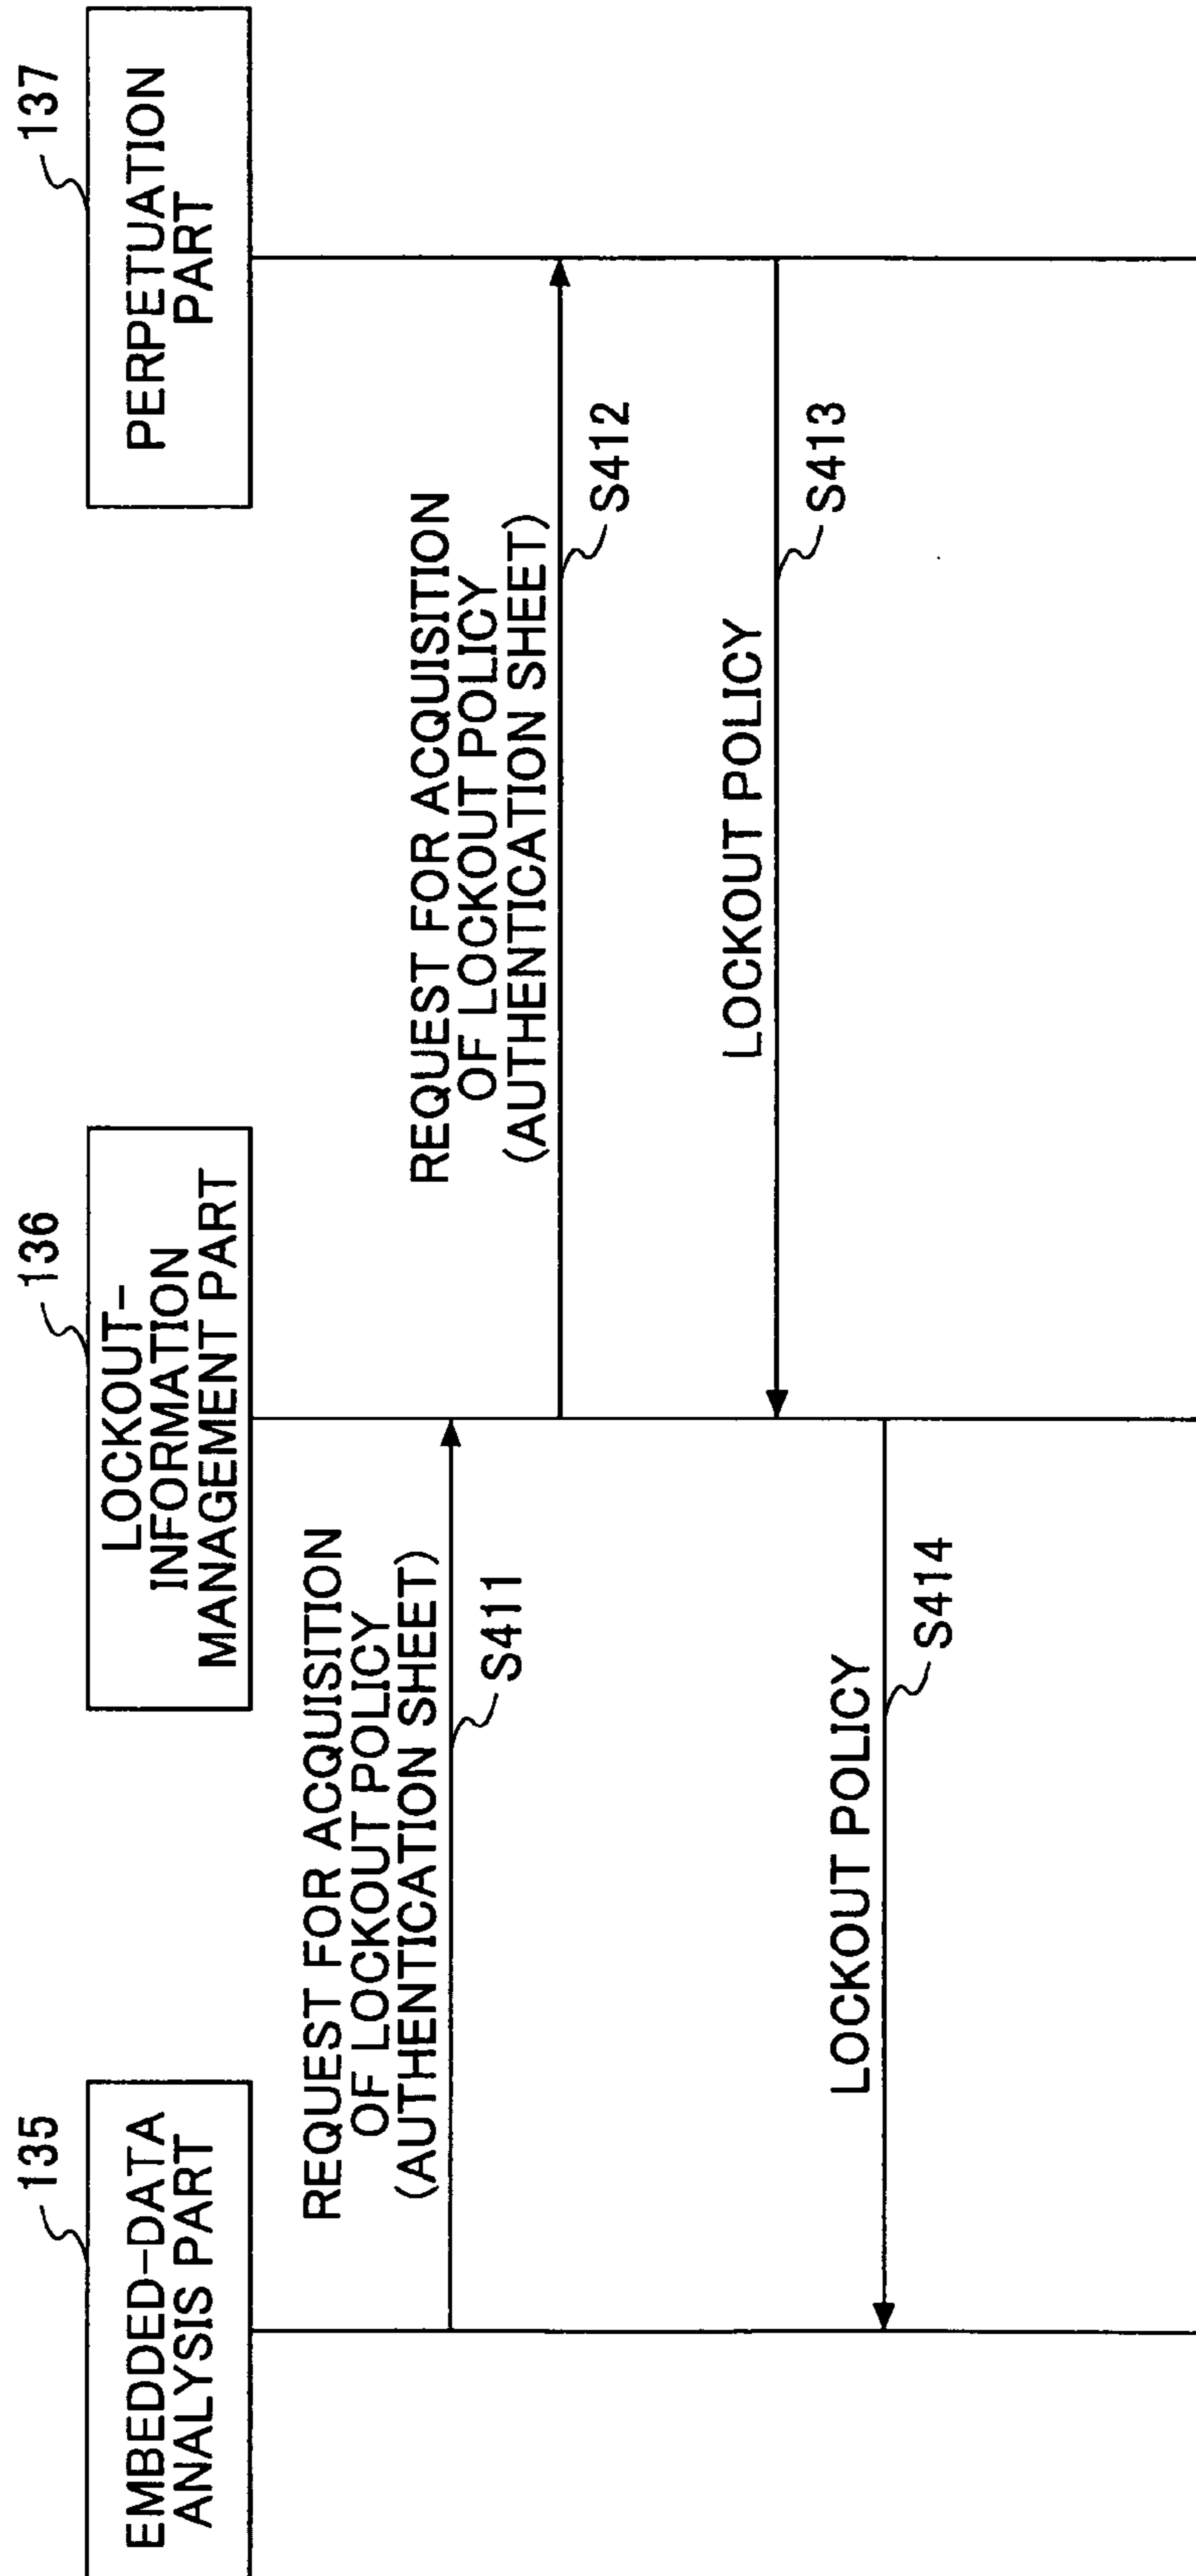 135
EMBEDDED-DATA
ANALYSIS PART
136
LOCKOUT-
INFORMATION
MANAGEMENT PART
137
PERPETUATION
PART
REQUEST FOR ACQUISITION
OF LOCKOUT POLICY
(AUTHENTICATION SHEET)
S411
REQUEST FOR ACQUISITION
OF LOCKOUT POLICY
(AUTHENTICATION SHEET)
S412
LOCKOUT POLICY
S413
LOCKOUT POLICY
S414